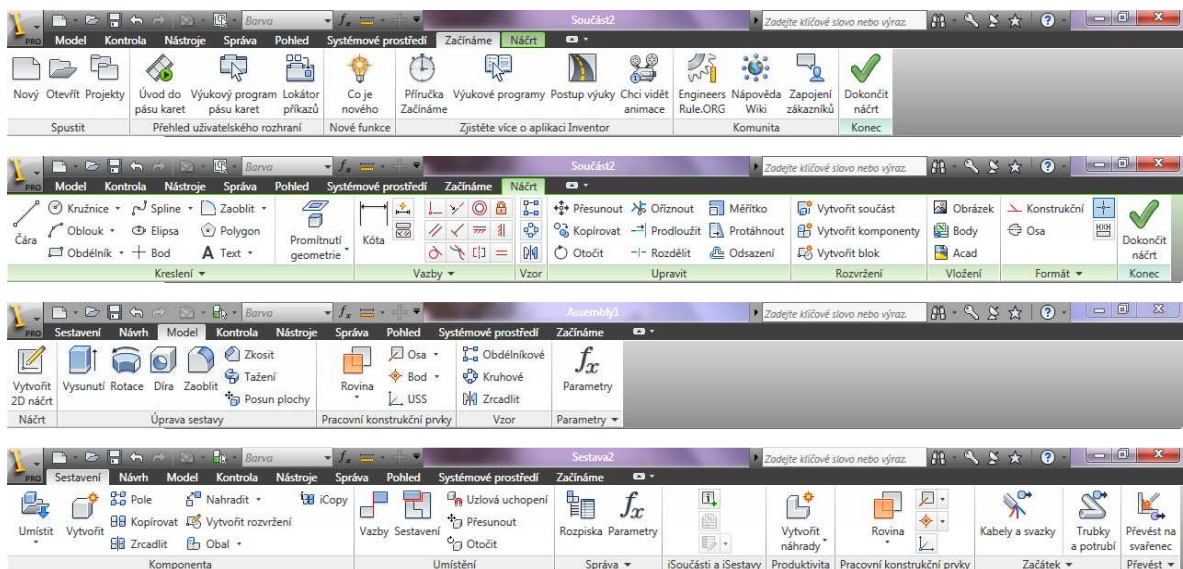 Barva fx Součást2 Zadejte klíčové slovo nebo výraz.
PRO Model Kontrola Nástroje Správa Pohled Systémové prostředí Začínáme Náčrt
Nový Otevřít Projekty Úvod do pásu karet Výukový program pásu karet Lokátor příkazů Co je nového Příručka Začínáme Výukové programy Postup výuky Chci vidět animace Engineers Rule.ORG Nápověda Wiki Zapojení zákazníků Dokončit náčrt
Spustit Přehled uživatelského rozhraní Nové funkce Zjistěte více o aplikaci Inventor Komunita Konec
Barva fx Součást2 Zadejte klíčové slovo nebo výraz.
PRO Model Kontrola Nástroje Správa Pohled Systémové prostředí Začínáme Náčrt
Kružnice Spline Zaoblit Přesunout Oříznout Měřítko Vytvořit součást Obrázek Konstrukční
Čára Oblouk Elipsa Polygon Promítnutí geometrie Kóta Kopírovat Prodloužit Protáhnout Vytvořit komponenty Body Osa Dokončit náčrt
Obdélník Bod A Text Otočit Rozdělit Odsazení Vytvořit blok Acad
Kreslení Vazby Vzor Upravit Rozvržení Vložení Formát Konec
Barva fx Assembly1 Zadejte klíčové slovo nebo výraz.
PRO Sestavení Návrh Model Kontrola Nástroje Správa Pohled Systémové prostředí Začínáme
Zkosit Osa Obdélníkové fx
Vytvořit 2D náčrt Vysunutí Rotace Díra Zaoblit Tažení Rovina Bod Kruhové Parametry
Posun plochy USS Zrcadlit
Náčrt Úprava sestavy Pracovní konstrukční prvky Vzor Parametry
Barva fx Sestava2 Zadejte klíčové slovo nebo výraz.
PRO Sestavení Návrh Model Kontrola Nástroje Správa Pohled Systémové prostředí Začínáme
Pole Nahradit iCopy Uzlová uchopení fx
Umístit Vytvořit Kopírovat Vytvořit rozvržení Vazby Sestavení Přesunout Rozpiska Parametry Vytvořit náhrady Rovina Kabely a svazky Trubky a potrubí Převést na svařenec
Zrcadlit Obal Otočit
Komponenta Umístění Správa iSoučásti a iSestavy Produktivita Pracovní konstrukční prvky Začátek Převést